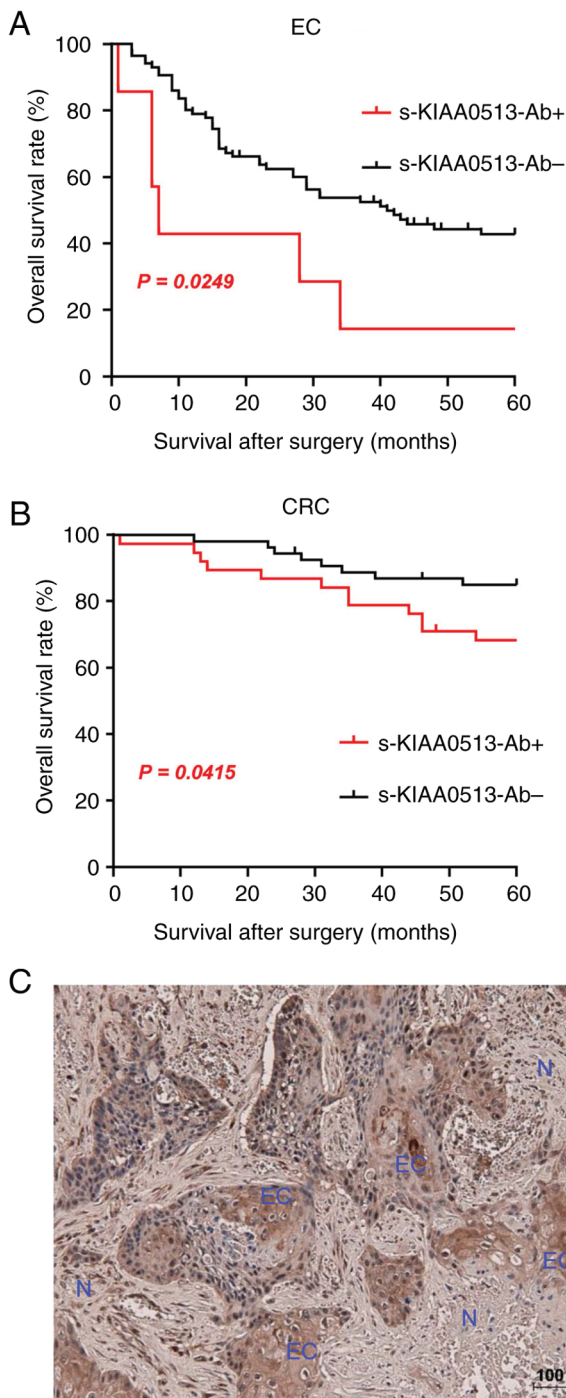 A
EC
100
80
60
40
20
0
Overall survival rate (%)
s-KIAA0513-Ab+
s-KIAA0513-Ab–
P = 0.0249
0 10 20 30 40 50 60
Survival after surgery (months)
B
CRC
100
80
60
40
20
0
Overall survival rate (%)
s-KIAA0513-Ab+
s-KIAA0513-Ab–
P = 0.0415
0 10 20 30 40 50 60
Survival after surgery (months)
C
N
EC
EC
EC
N
N
EC
100